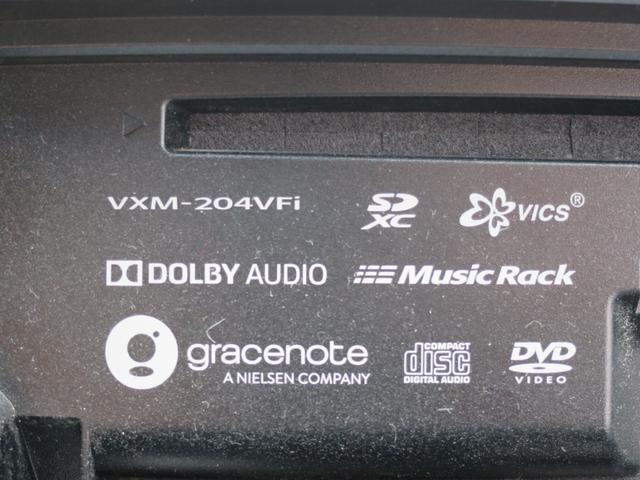 VXM-204VFi
SD XC
VICS®
DOLBY AUDIO
Music Rack
gracenote
A NIELSEN COMPANY
COMPACT
disc
DIGITAL AUDIO
DVD
VIDEO